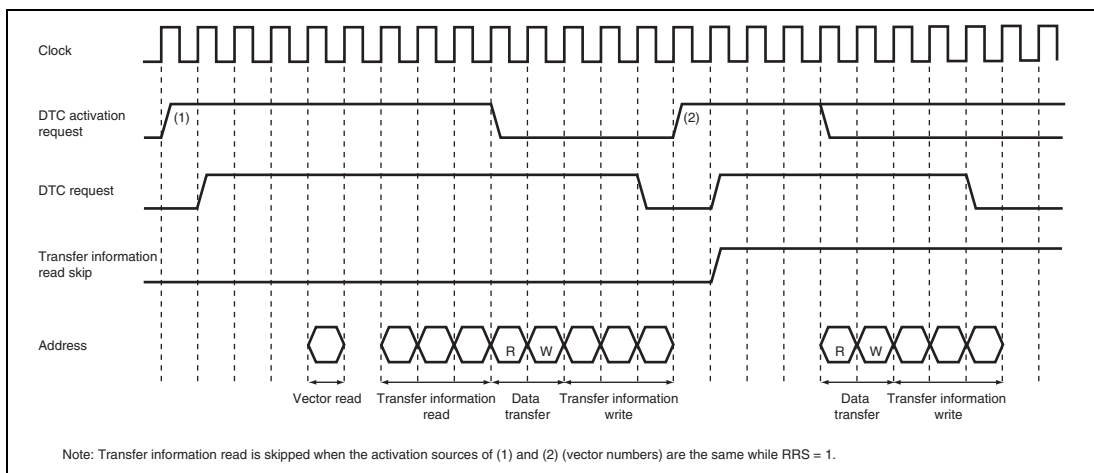 Clock
DTC activation
request
(1)
(2)
DTC request
Transfer information
read skip
Address
R
W
R
W
Vector read
Transfer information
read
Data
transfer
Transfer information
write
Data
transfer
Transfer information
write
Note: Transfer information read is skipped when the activation sources of (1) and (2) (vector numbers) are the same while RRS = 1.